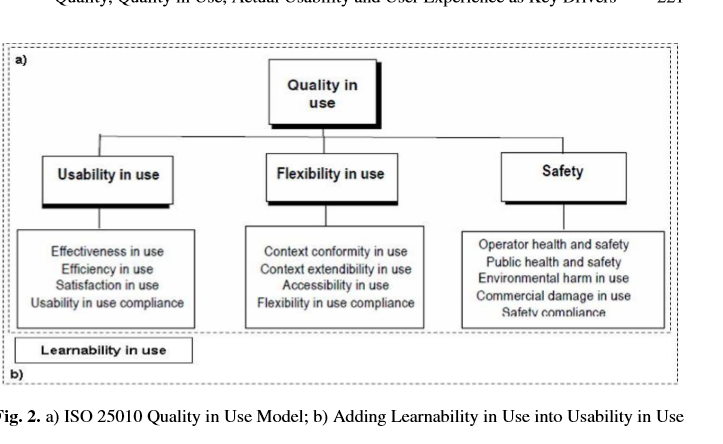 Quality, Quality in Use, Actual Usability and User Experience as Key Drivers 221
a)
Quality in
use
Usability in use
Flexibility in use
Safety
Effectiveness in use
Efficiency in use
Satisfaction in use
Usability in use compliance
Context conformity in use
Context extendibility in use
Accessibility in use
Flexibility in use compliance
Operator health and safety
Public health and safety
Environmental harm in use
Commercial damage in use
Safety compliance
Learnability in use
b)
Fig. 2. a) ISO 25010 Quality in Use Model; b) Adding Learnability in Use into Usability in Use